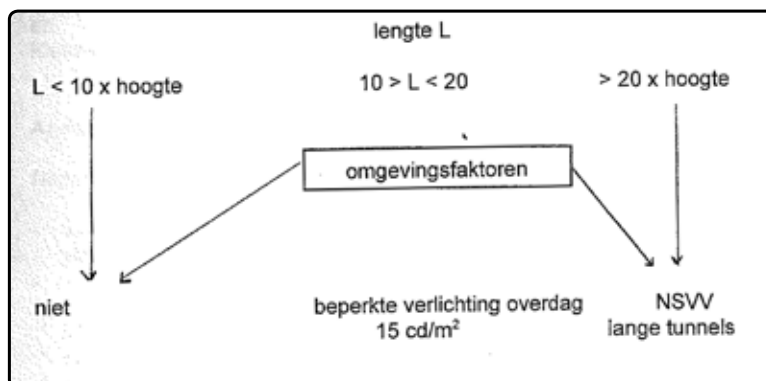 lengte L
L < 10 x hoogte
10 > L < 20
> 20 x hoogte
omgevingsfaktoren
niet
beperkte verlichting overdag
15 cd/m²
NSVV
lange tunnels